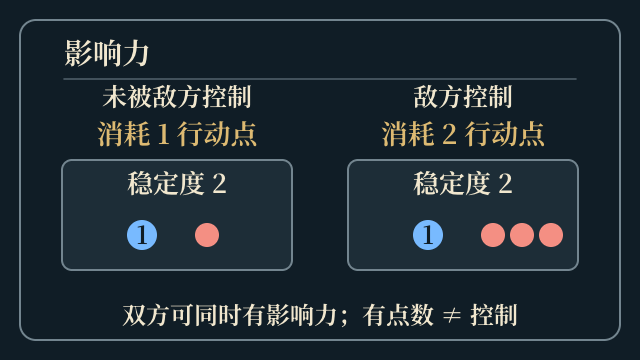 影响力
未被敌方控制
消耗 1 行动点
稳定度 2
1
敌方控制
消耗 2 行动点
稳定度 2
1
双方可同时有影响力；有点数 ≠ 控制